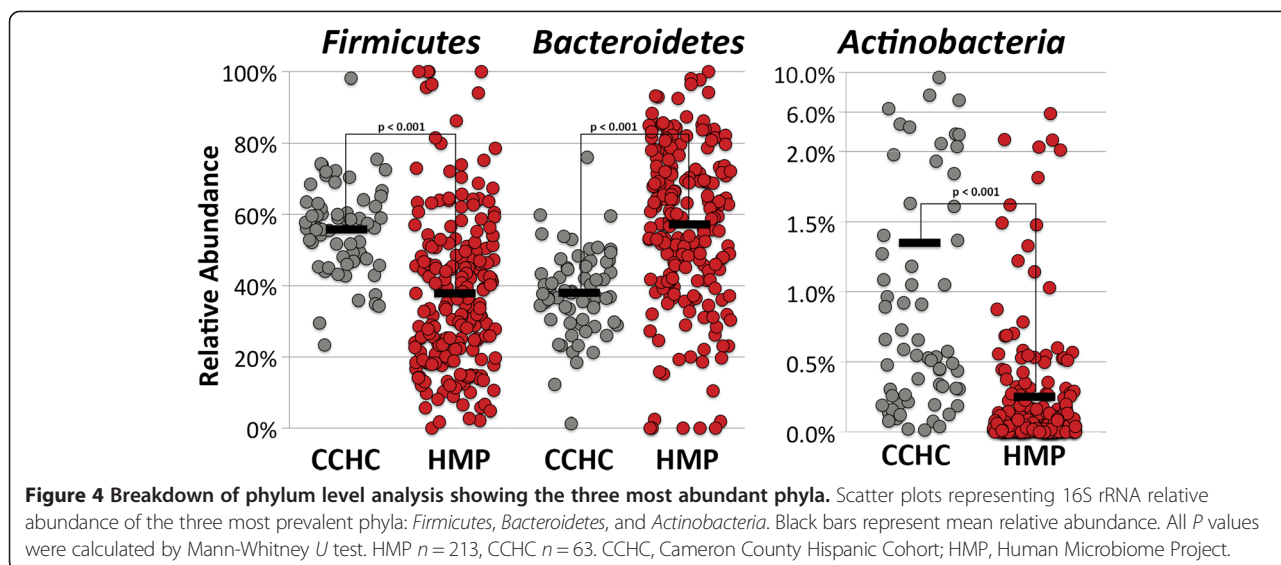 Firmicutes Bacteroidetes Actinobacteria
Relative Abundance
100%
80%
60%
40%
20%
0%
p < 0.001
p < 0.001
10.0%
6.0%
2.0%
1.5%
1.0%
0.5%
0.0%
p < 0.001
CCHC HMP CCHC HMP CCHC HMP
Figure 4 Breakdown of phylum level analysis showing the three most abundant phyla. Scatter plots representing 16S rRNA relative
abundance of the three most prevalent phyla: Firmicutes, Bacteroidetes, and Actinobacteria. Black bars represent mean relative abundance. All P values
were calculated by Mann-Whitney U test. HMP n = 213, CCHC n = 63. CCHC, Cameron County Hispanic Cohort; HMP, Human Microbiome Project.